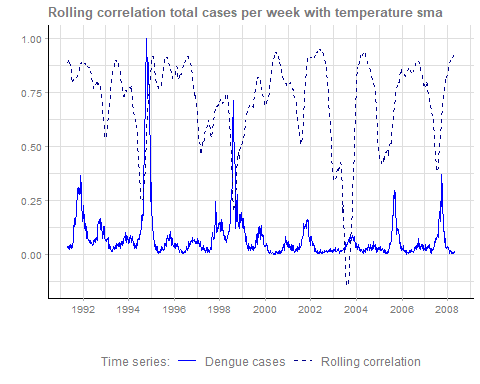 Rolling correlation total cases per week with temperature sma
1.00
0.75
0.50
0.25
0.00
1992 1994 1996 1998 2000 2002 2004 2006 2008
Time series: Dengue cases Rolling correlation